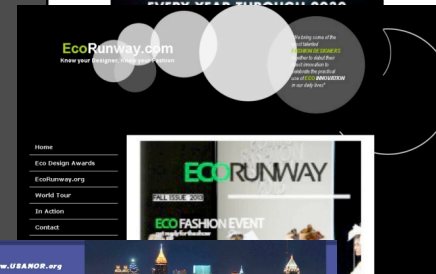 EVERY YEAR THROUGH 2020
EcoRunway.com
Know your Designer. Know your Fashion
We bring some of the
most talented
FASHION DESIGNERS
together to
their
innovation to
celebrate the practical
use of ECO INNOVATION
in our daily lives"
Home
Eco Design Awards
EcoRunway.org
World Tour
In Action
Contact
ECORUNWAY
FALL ISSUE 2013
ECO FASHION EVENT
www.USANOR.org